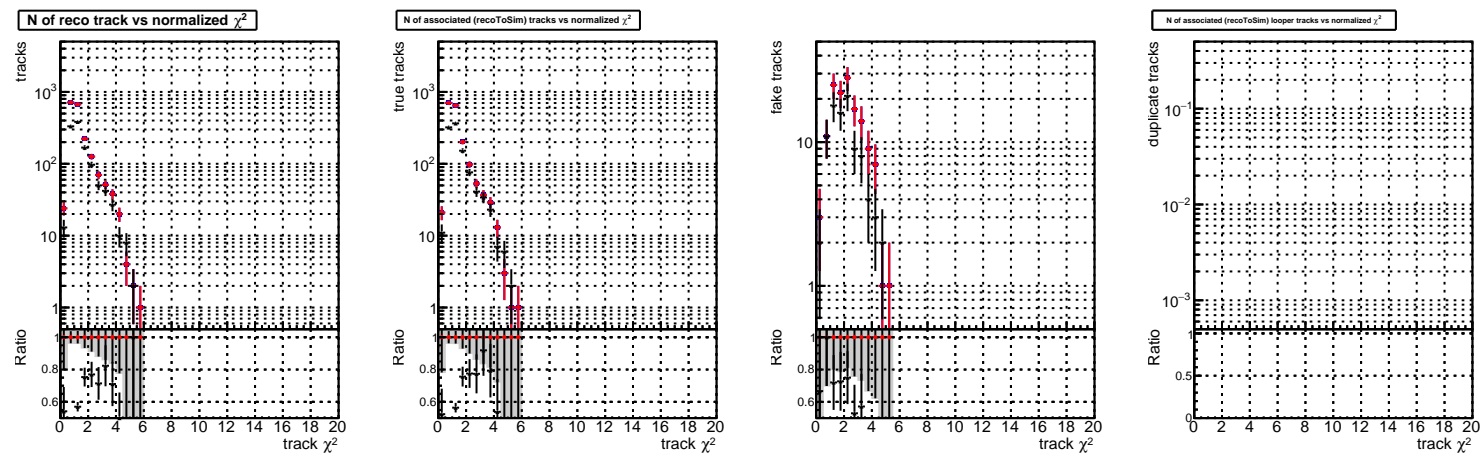 N of reco track vs normalized χ²
tracks
10³
10²
10
1
Ratio
1
0.8
0.6
0 2 4 6 8 10 12 14 16 18 20
track χ²
N of associated (recoToSim) tracks vs normalized χ²
true tracks
10³
10²
10
1
Ratio
1
0.8
0.6
0 2 4 6 8 10 12 14 16 18 20
track χ²
fake tracks
10
1
Ratio
1
0.8
0.6
0 2 4 6 8 10 12 14 16 18 20
track χ²
N of associated (recoToSim) looper tracks vs normalized χ²
duplicate tracks
10⁻¹
10⁻²
10⁻³
Ratio
1
0.5
0
0 2 4 6 8 10 12 14 16 18 20
track χ²